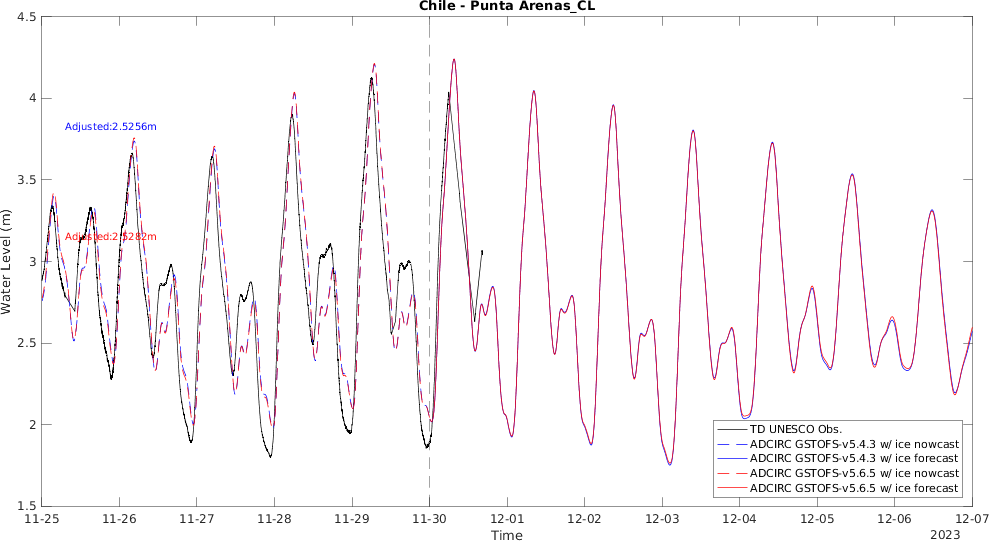 Chile - Punta Arenas_CL
4.5
4
3.5
3
2.5
2
1.5
Water Level (m)
Adjusted:2.5256m
Adjusted:2.5282m
TD UNESCO Obs.
ADCIRC GSTOFS-v5.4.3 w/ ice nowcast
ADCIRC GSTOFS-v5.4.3 w/ ice forecast
ADCIRC GSTOFS-v5.6.5 w/ ice nowcast
ADCIRC GSTOFS-v5.6.5 w/ ice forecast
11-25 11-26 11-27 11-28 11-29 11-30 12-01 12-02 12-03 12-04 12-05 12-06 12-07
Time
2023